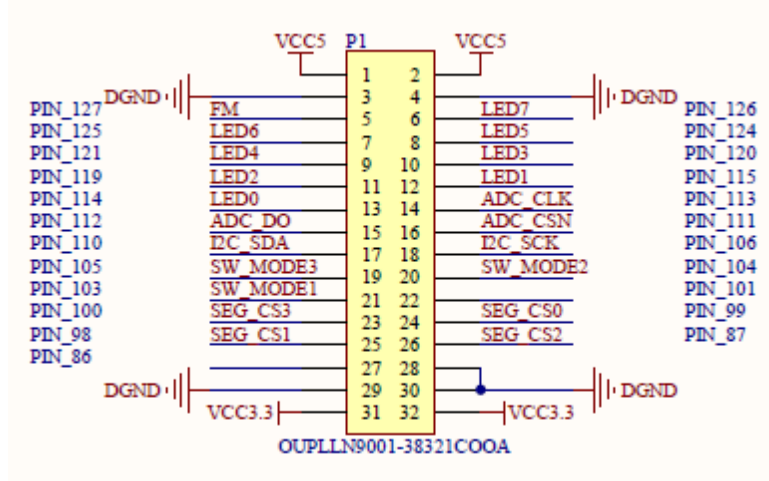 VCC5 P1 VCC5
1 2
DGND 3 4 DGND
PIN_127 FM 5 6 LED7 PIN_126
PIN_125 LED6 7 8 LED5 PIN_124
PIN_121 LED4 9 10 LED3 PIN_120
PIN_119 LED2 11 12 LED1 PIN_115
PIN_114 LED0 13 14 ADC_CLK PIN_113
PIN_112 ADC_DO 15 16 ADC_CSN PIN_111
PIN_110 I2C_SDA 17 18 I2C_SCK PIN_106
PIN_105 SW_MODE3 19 20 SW_MODE2 PIN_104
PIN_103 SW_MODE1 21 22 PIN_101
PIN_100 SEG_CS3 23 24 SEG_CS0 PIN_99
PIN_98 SEG_CS1 25 26 SEG_CS2 PIN_87
PIN_86 27 28
DGND 29 30 DGND
VCC3.3 31 32 VCC3.3
OUPLLN9001-38321COOA